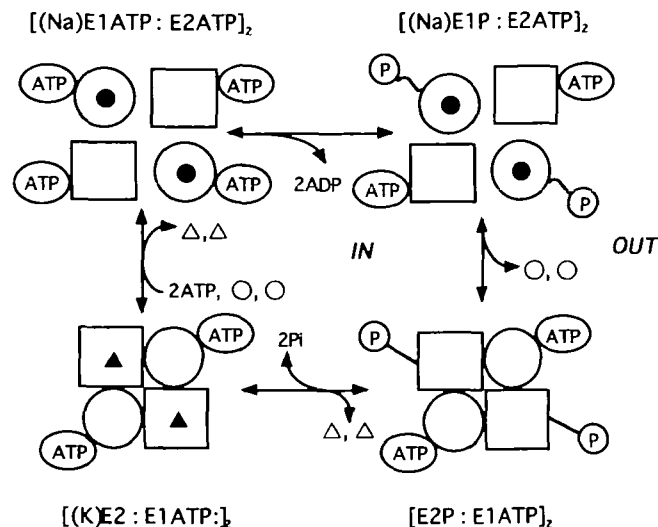 [(Na)E1ATP : E2ATP]2
[(Na)E1P : E2ATP]2
ATP
ATP
P
ATP
ATP
ATP
2ADP
ATP
P
△, △
IN
OUT
2ATP, ○, ○
○, ○
ATP
2Pi
P
ATP
△, △
ATP
ATP
P
[(K)E2 : E1ATP:]2
[E2P : E1ATP]2